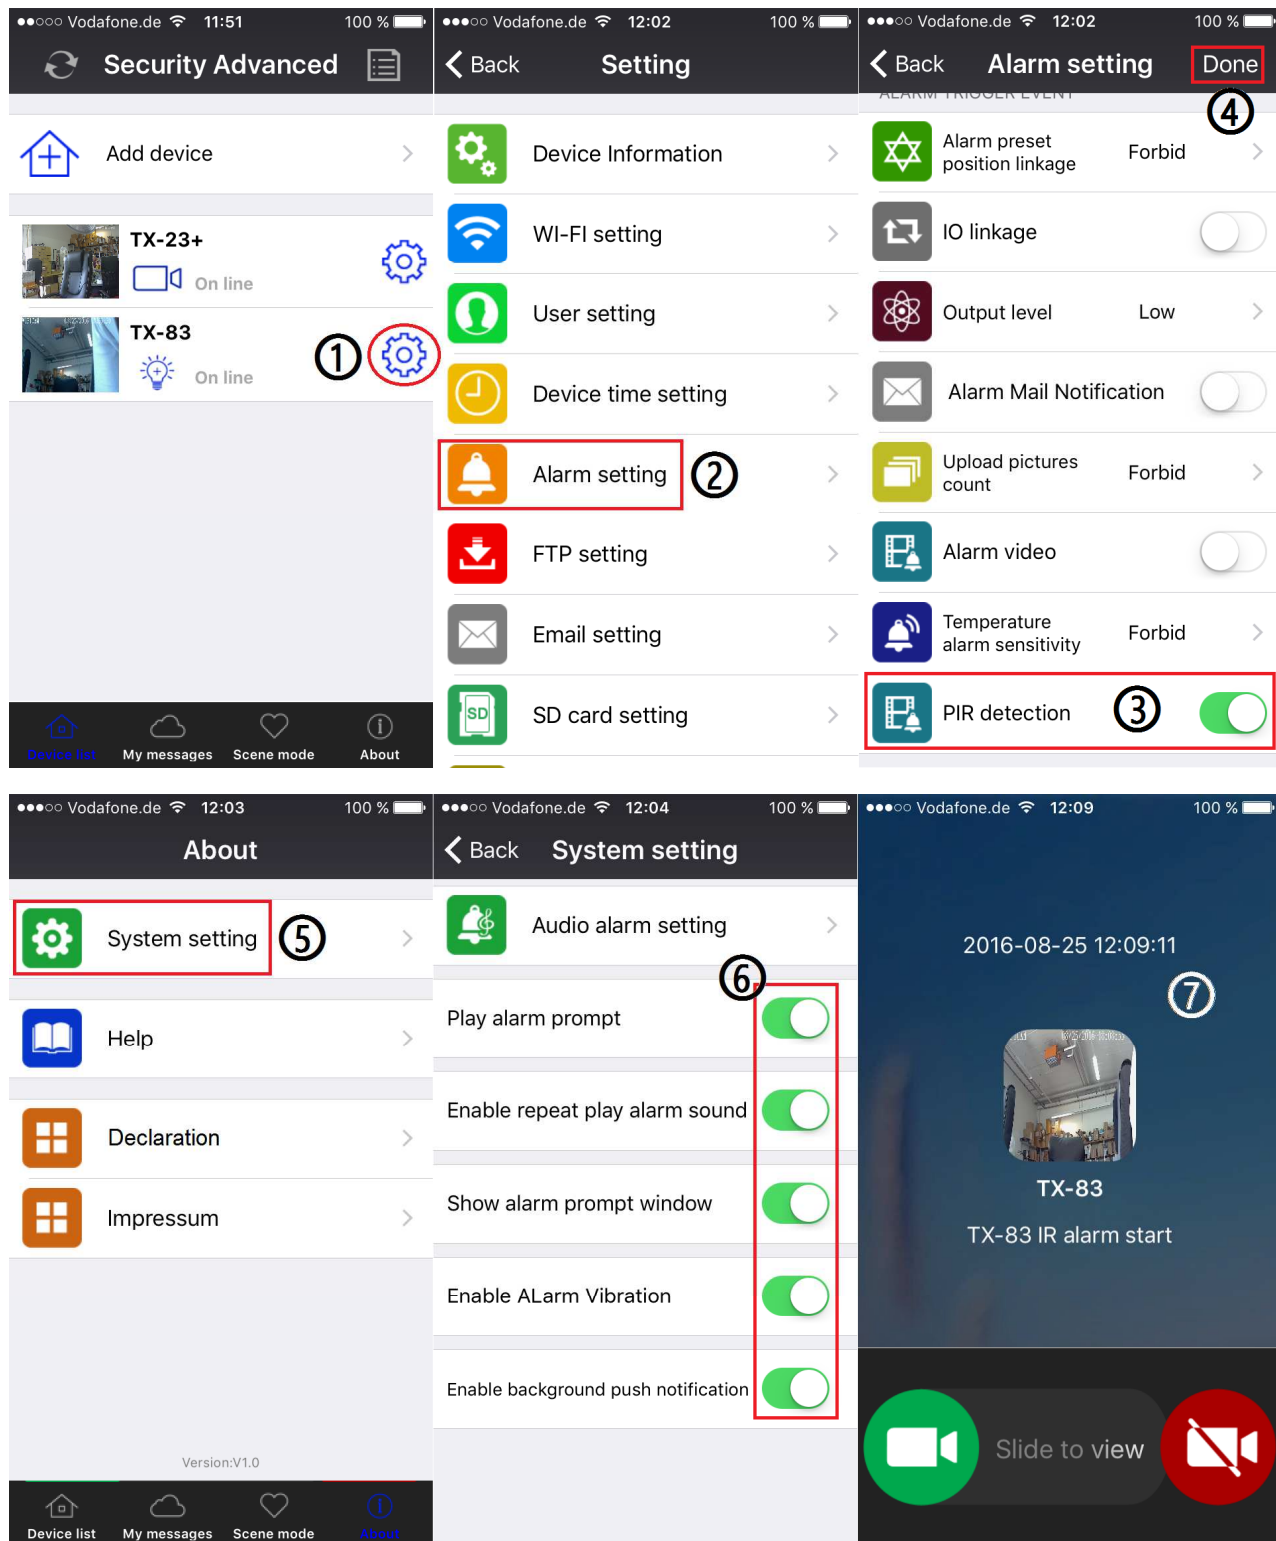 Vodafone.de 11:51 100 %
Security Advanced
Add device
TX-23+
On line
TX-83
On line
1
Device list My messages Scene mode About
Vodafone.de 12:02 100 %
Back Setting
Device Information
WI-FI setting
User setting
Device time setting
Alarm setting 2
FTP setting
Email setting
SD
SD card setting
Vodafone.de 12:02 100 %
Back Alarm setting Done
4
ALARM TRIGGER EVENT
Alarm preset
position linkage
Forbid
IO linkage
Output level Low
Alarm Mail Notification
Upload pictures
count
Forbid
Alarm video
Temperature
alarm sensitivity
Forbid
PIR detection 3
Vodafone.de 12:03 100 %
About
System setting 5
Help
Declaration
Impressum
Version:V1.0
Device list My messages Scene mode About
Vodafone.de 12:04 100 %
Back System setting
Audio alarm setting
6
Play alarm prompt
Enable repeat play alarm sound
Show alarm prompt window
Enable ALarm Vibration
Enable background push notification
Vodafone.de 12:09 100 %
2016-08-25 12:09:11
7
TX-83
TX-83 IR alarm start
Slide to view